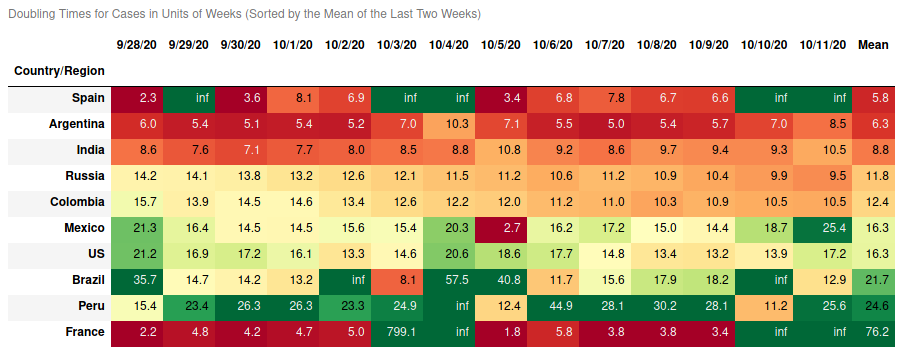 Doubling Times for Cases in Units of Weeks (Sorted by the Mean of the Last Two Weeks)
9/28/20 9/29/20 9/30/20 10/1/20 10/2/20 10/3/20 10/4/20 10/5/20 10/6/20 10/7/20 10/8/20 10/9/20 10/10/20 10/11/20 Mean
Country/Region
Spain 2.3 inf 3.6 8.1 6.9 inf inf 3.4 6.8 7.8 6.7 6.6 inf inf 5.8
Argentina 6.0 5.4 5.1 5.4 5.2 7.0 10.3 7.1 5.5 5.0 5.4 5.7 7.0 8.5 6.3
India 8.6 7.6 7.1 7.7 8.0 8.5 8.8 10.8 9.2 8.6 9.7 9.4 9.3 10.5 8.8
Russia 14.2 14.1 13.8 13.2 12.6 12.1 11.5 11.2 10.6 11.2 10.9 10.4 9.9 9.5 11.8
Colombia 15.7 13.9 14.5 14.6 13.4 12.6 12.2 12.0 11.2 11.0 10.3 10.9 10.5 10.5 12.4
Mexico 21.3 16.4 14.5 14.5 15.6 15.4 20.3 2.7 16.2 17.2 15.0 14.4 18.7 25.4 16.3
US 21.2 16.9 17.2 16.1 13.3 14.6 20.6 18.6 17.7 14.8 13.4 13.2 13.9 17.2 16.3
Brazil 35.7 14.7 14.2 13.2 inf 8.1 57.5 40.8 11.7 15.6 17.9 18.2 inf 12.9 21.7
Peru 15.4 23.4 26.3 26.3 23.3 24.9 inf 12.4 44.9 28.1 30.2 28.1 11.2 25.6 24.6
France 2.2 4.8 4.2 4.7 5.0 799.1 inf 1.8 5.8 3.8 3.8 3.4 inf inf 76.2